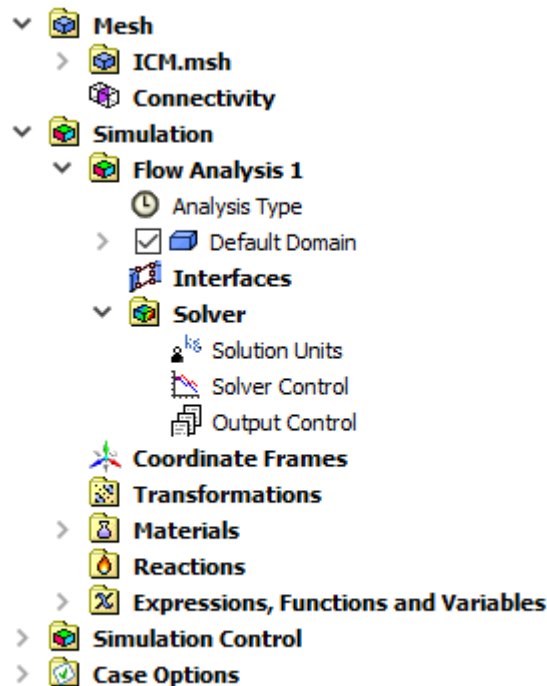 Mesh
ICM.msh
Connectivity
Simulation
Flow Analysis 1
Analysis Type
Default Domain
Interfaces
Solver
kg Solution Units
Solver Control
Output Control
Coordinate Frames
Transformations
Materials
Reactions
Expressions, Functions and Variables
Simulation Control
Case Options